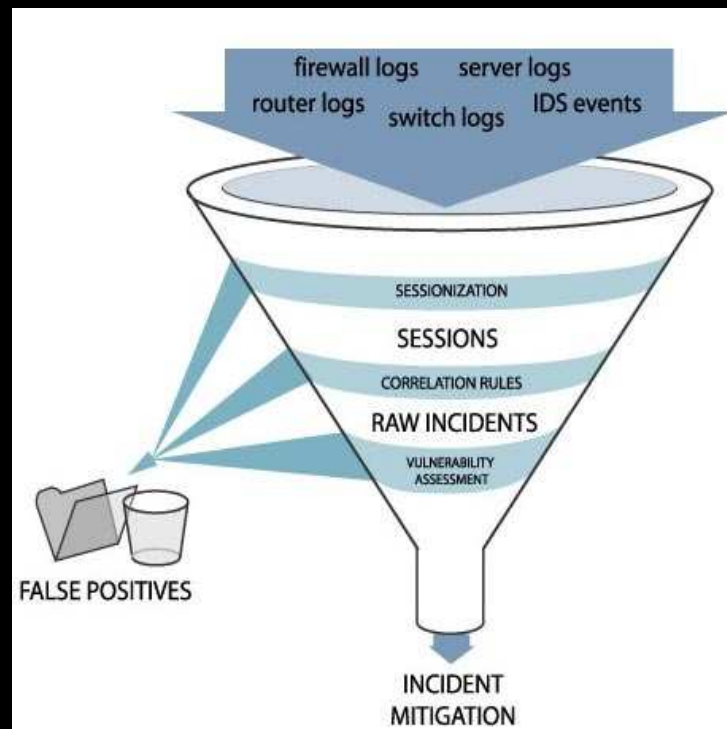 firewall logs server logs
router logs switch logs IDS events
SESSIONIZATION
SESSIONS
CORRELATION RULES
RAW INCIDENTS
VULNERABILITY
ASSESSMENT
FALSE POSITIVES
INCIDENT
MITIGATION